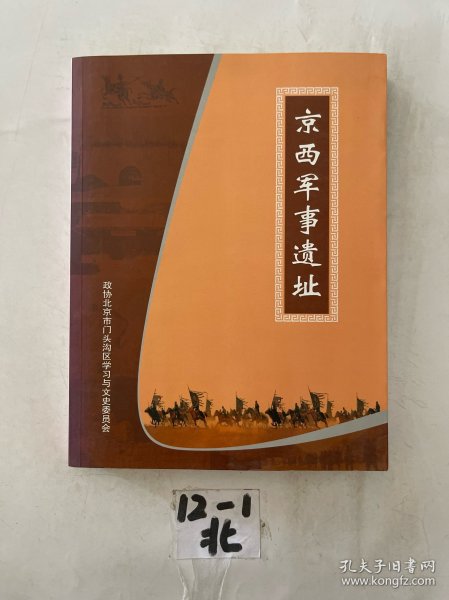 京西军事遗址
政协北京市门头沟区学习与文史委员会
12-1
北
孔夫子旧书网
www.kongfz.com